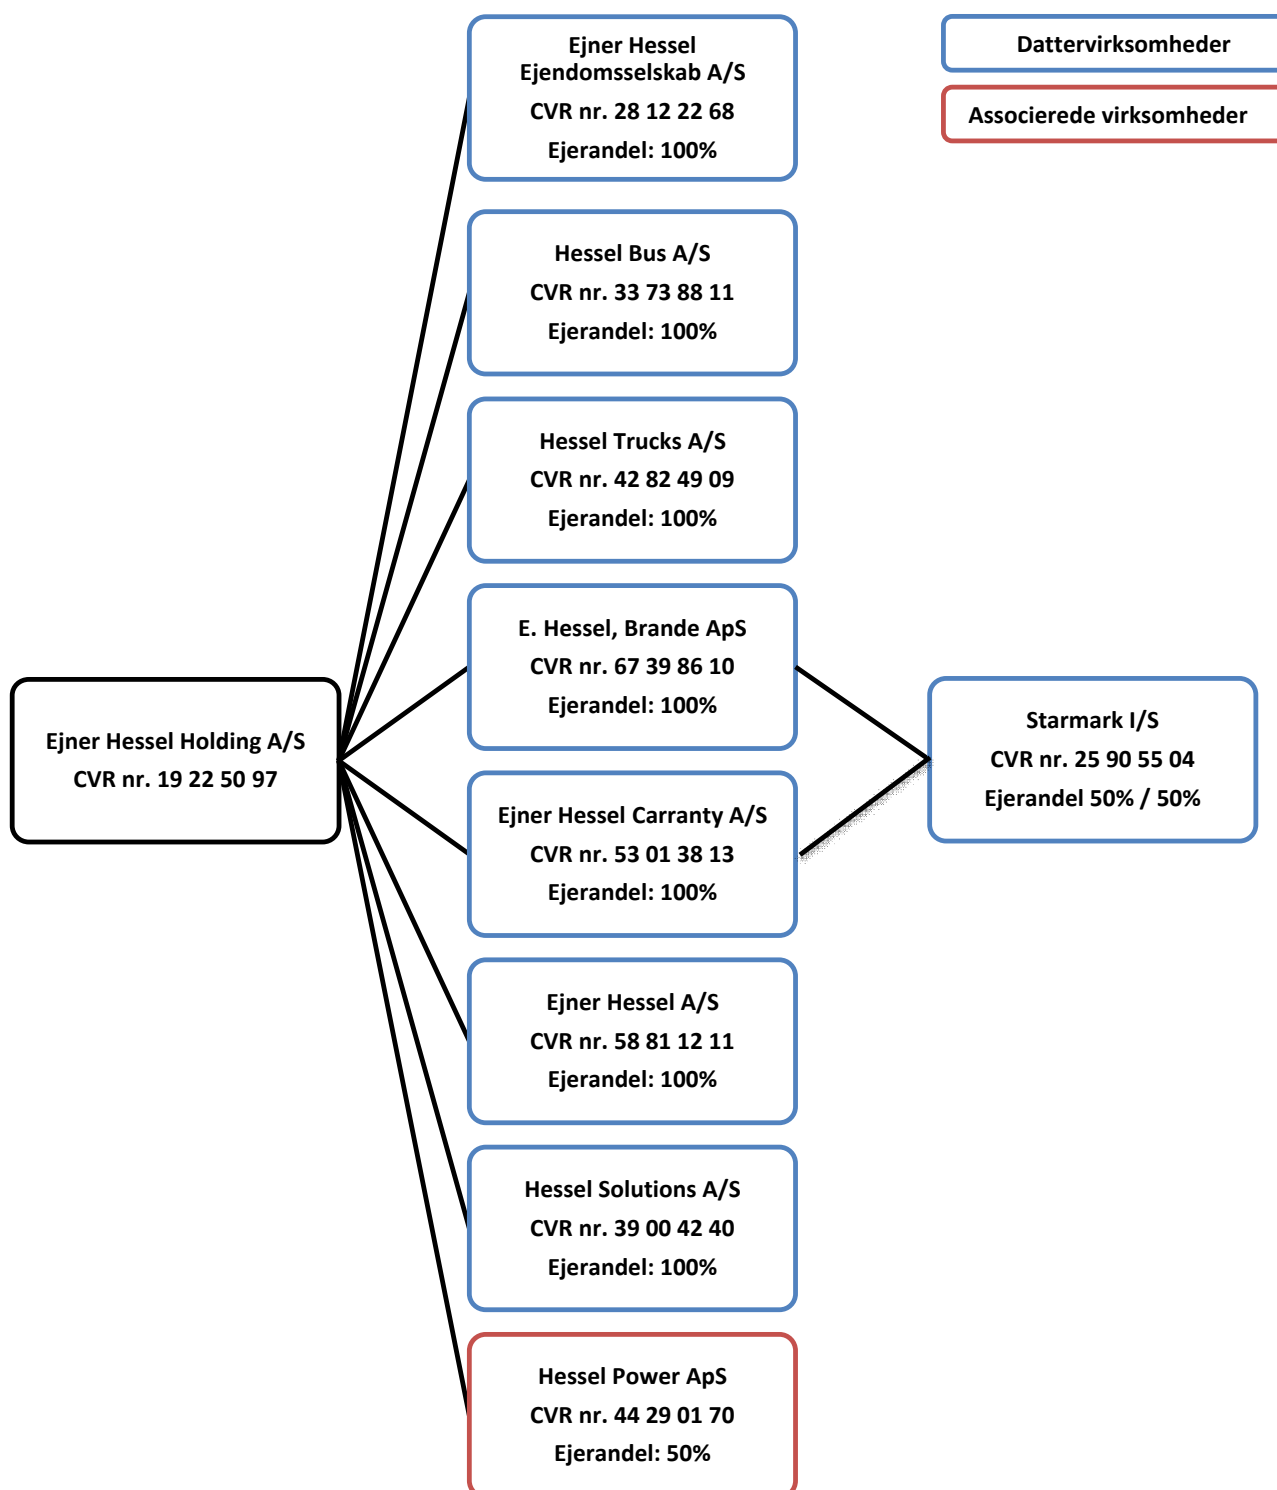 Ejner Hessel
Ejendomsselskab A/S
CVR nr. 28 12 22 68
Ejerandel: 100%
Dattervirksomheder
Associerede virksomheder
Hessel Bus A/S
CVR nr. 33 73 88 11
Ejerandel: 100%
Hessel Trucks A/S
CVR nr. 42 82 49 09
Ejerandel: 100%
E. Hessel, Brande ApS
CVR nr. 67 39 86 10
Ejerandel: 100%
Ejner Hessel Holding A/S
CVR nr. 19 22 50 97
Starmark I/S
CVR nr. 25 90 55 04
Ejerandel 50% / 50%
Ejner Hessel Carranty A/S
CVR nr. 53 01 38 13
Ejerandel: 100%
Ejner Hessel A/S
CVR nr. 58 81 12 11
Ejerandel: 100%
Hessel Solutions A/S
CVR nr. 39 00 42 40
Ejerandel: 100%
Hessel Power ApS
CVR nr. 44 29 01 70
Ejerandel: 50%